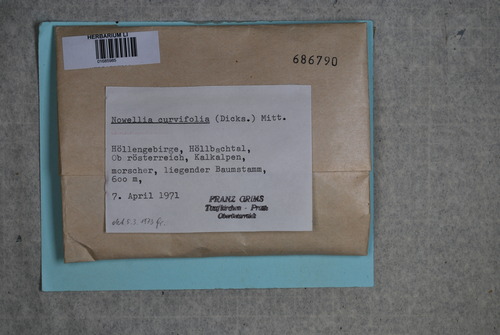 HERBARIUM LI
686790
Nowellia curvifolia (Dicks.) Mitt.
Höllengebirge, Höllbachtal,
Ob rösterreich, Kalkalpen,
morscher, liegender Baumstamm,
600 m,
7. April 1971
FRANZ GRIMS
Taufkirchen - Pram
Oberösterreich